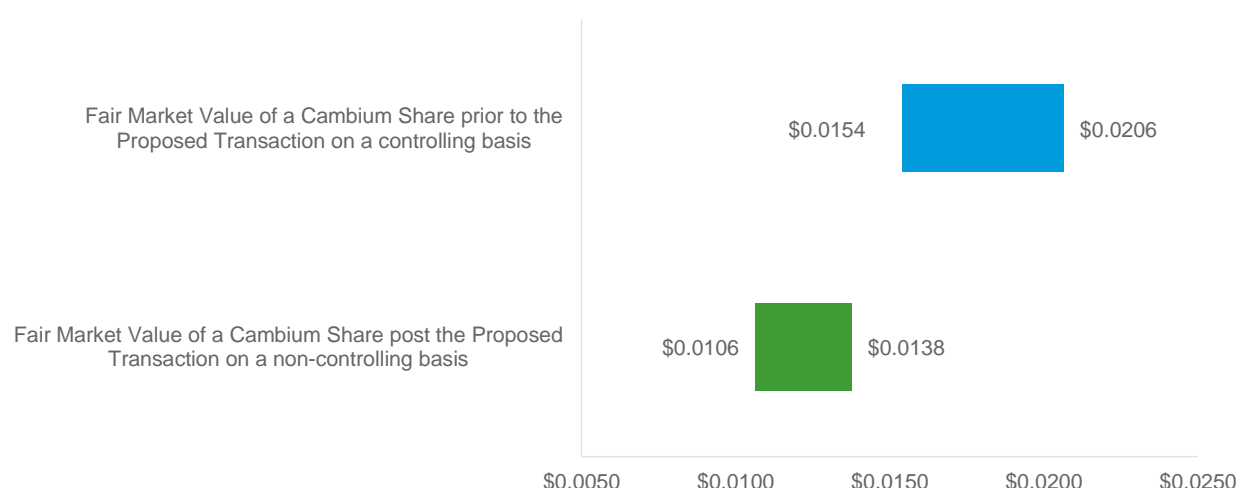 Fair Market Value of a Cambium Share prior to the
Proposed Transaction on a controlling basis
$0.0154
$0.0206
Fair Market Value of a Cambium Share post the Proposed
Transaction on a non-controlling basis
$0.0106
$0.0138
$0.0050
$0.0100
$0.0150
$0.0200
$0.0250